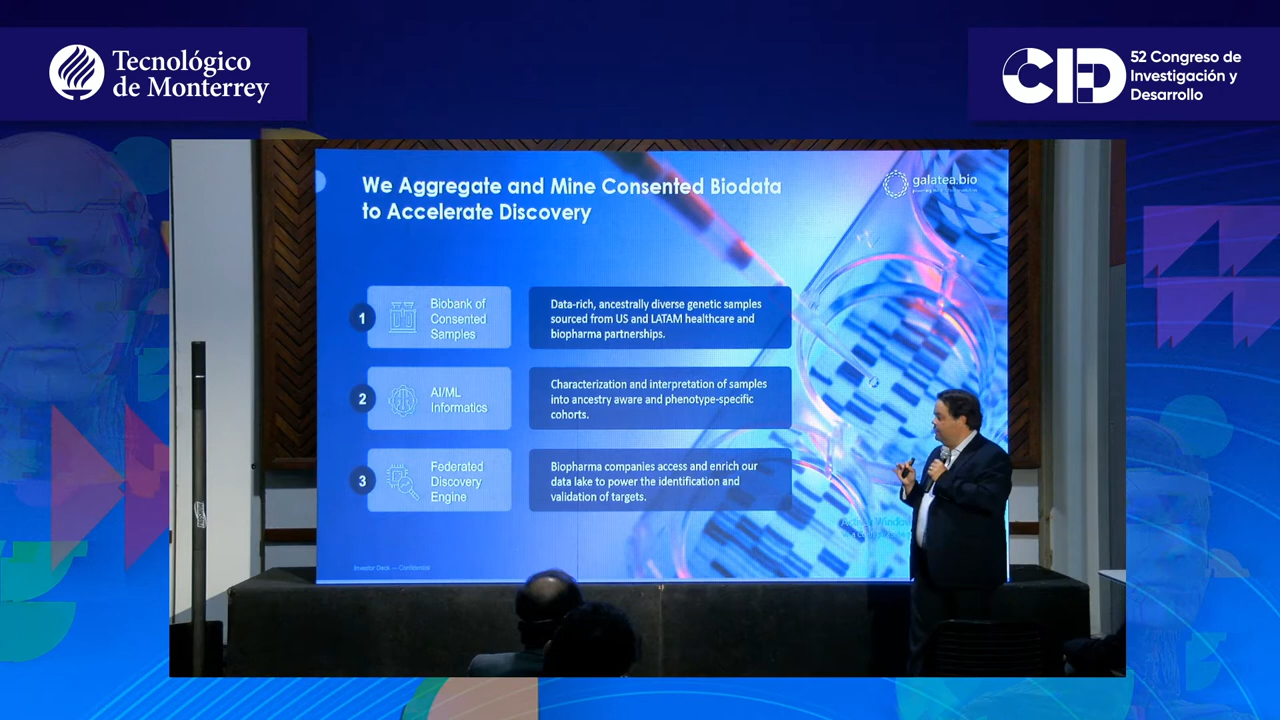 Tecnológico
de Monterrey
CID
52 Congreso de
Investigación y
Desarrollo
We Aggregate and Mine Consented Biodata
to Accelerate Discovery
galatea.bio
1
Biobank of
Consented
Samples
Data-rich, ancestrally diverse genetic samples
sourced from US and LATAM healthcare and
biopharma partnerships.
2
AI/ML
Informatics
Characterization and interpretation of samples
into ancestry aware and phenotype-specific
cohorts.
3
Federated
Discovery
Engine
Biopharma companies access and enrich our
data lake to power the identification and
validation of targets.
Investor Deck — Confidential